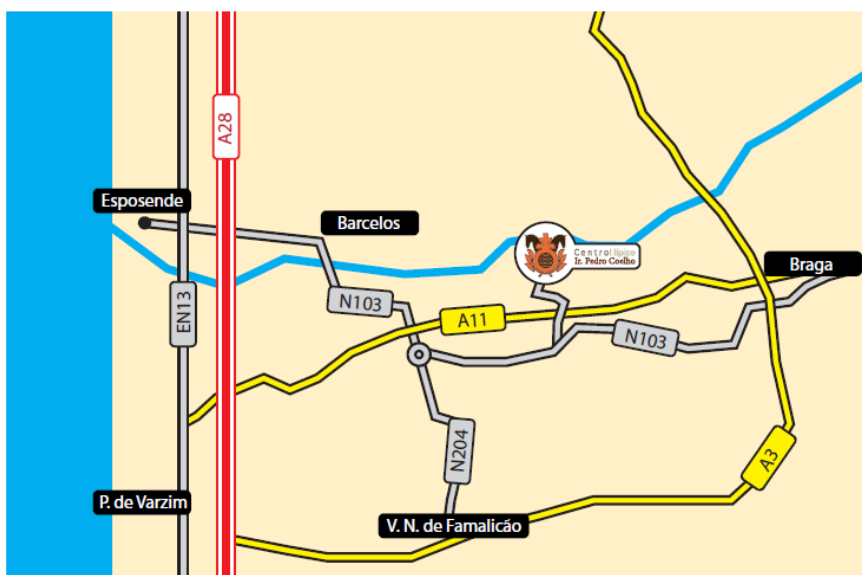 A28
Esposende
Barcelos
Centro Hípico
Ir. Pedro Coelho
Braga
EN13
N103
A11
N103
N204
A3
P. de Varzim
V. N. de Famalicão